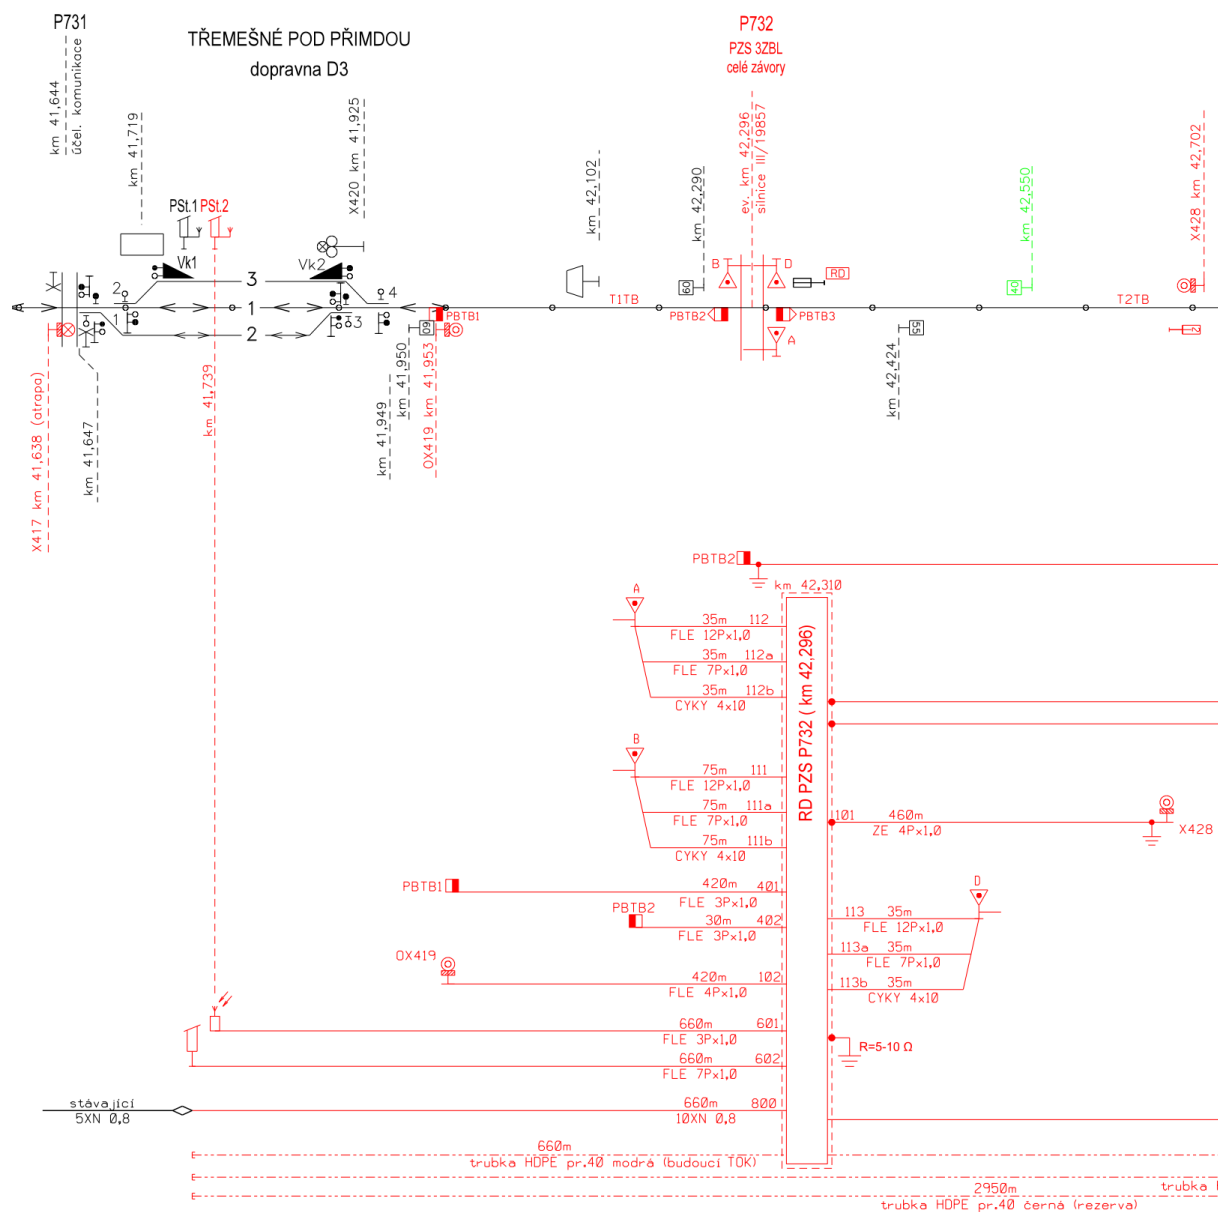 P731
TŘEMEŠNÉ POD PŘIMDOU
dopravna D3
P732
PZS 3ZBL
celé závory
km 41,644
účel. komunikace
km 41,719
X420 km 41,925
km 42,102
km 42,290
ev. km 42,296
silnice III/19857
km 42,550
X428 km 42,702
PSt.1
PSt.2
Vk1
Vk2
3
2
4
1
1
3
2
A
B
D
RD
60
40
T1TB
T2TB
PBTB1
PBTB2
PBTB3
60
55
2
A
X417 km 41,638 (atrapa)
km 41,647
km 41,739
km 41,949
km 41,950
OX419 km 41,953
km 42,424
PBTB2
km 42,310
RD PZS P732 ( km 42,296)
A
35m 112
FLE 12Px1,0
35m 112a
FLE 7Px1,0
35m 112b
CYKY 4x10
B
75m 111
FLE 12Px1,0
75m 111a
FLE 7Px1,0
75m 111b
CYKY 4x10
101 460m
ZE 4Px1,0
X428
PBTB1
420m 401
FLE 3Px1,0
PBTB2
30m 402
FLE 3Px1,0
D
113 35m
FLE 12Px1,0
113a 35m
FLE 7Px1,0
113b 35m
CYKY 4x10
OX419
420m 102
FLE 4Px1,0
660m 601
FLE 3Px1,0
R=5-10 Ω
660m 602
FLE 7Px1,0
stávající
5XN 0,8
660m 800
10XN 0,8
660m
trubka HDPE pr.40 modrá (budoucí TOK)
2950m
trubka
trubka HDPE pr.40 černá (rezerva)